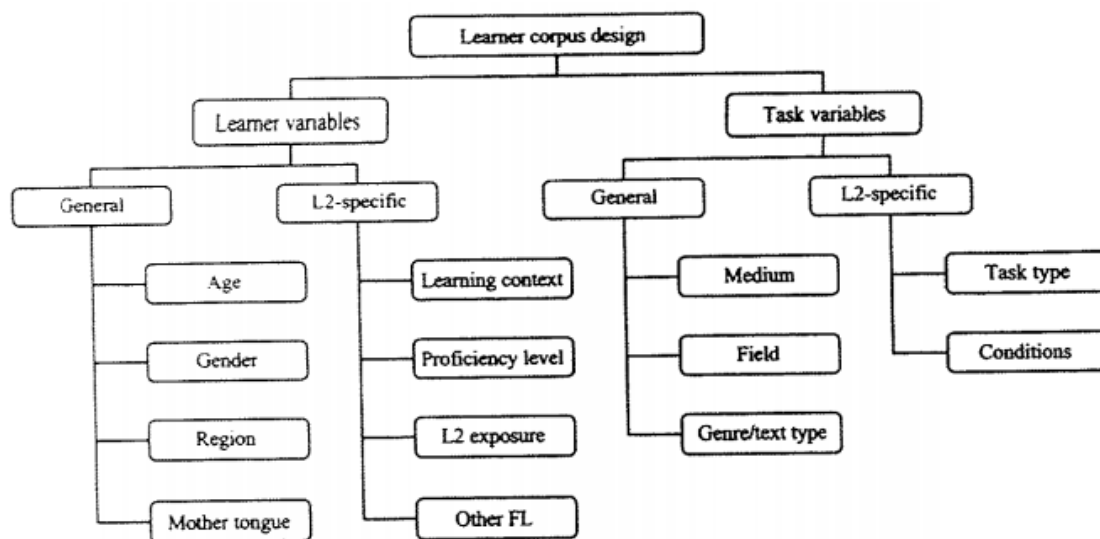 Learner corpus design
Learner variables
Task variables
General
L2-specific
General
L2-specific
Age
Learning context
Medium
Task type
Gender
Proficiency level
Field
Conditions
Region
L2 exposure
Genre/text type
Mother tongue
Other FL